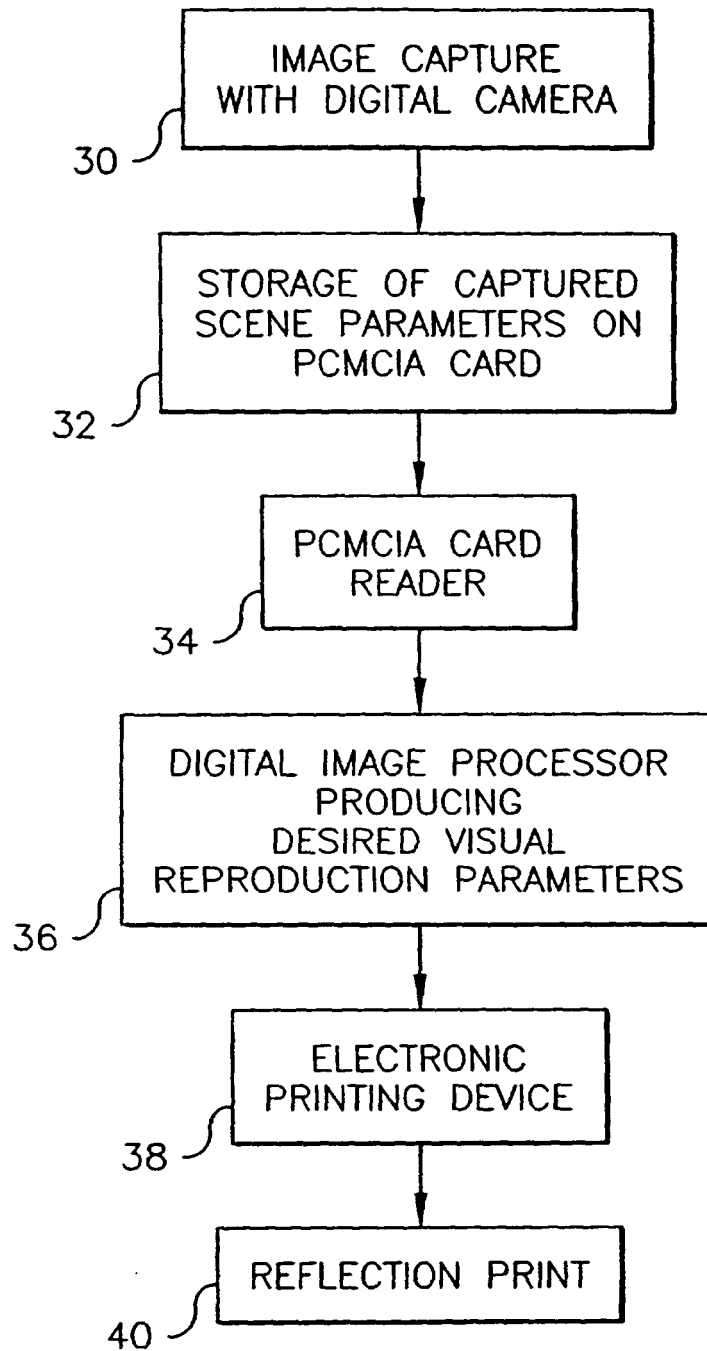 IMAGE CAPTURE
WITH DIGITAL CAMERA
30
STORAGE OF CAPTURED
SCENE PARAMETERS ON
PCMCIA CARD
32
PCMCIA CARD
READER
34
DIGITAL IMAGE PROCESSOR
PRODUCING
DESIRED VISUAL
REPRODUCTION PARAMETERS
36
ELECTRONIC
PRINTING DEVICE
38
REFLECTION PRINT
40